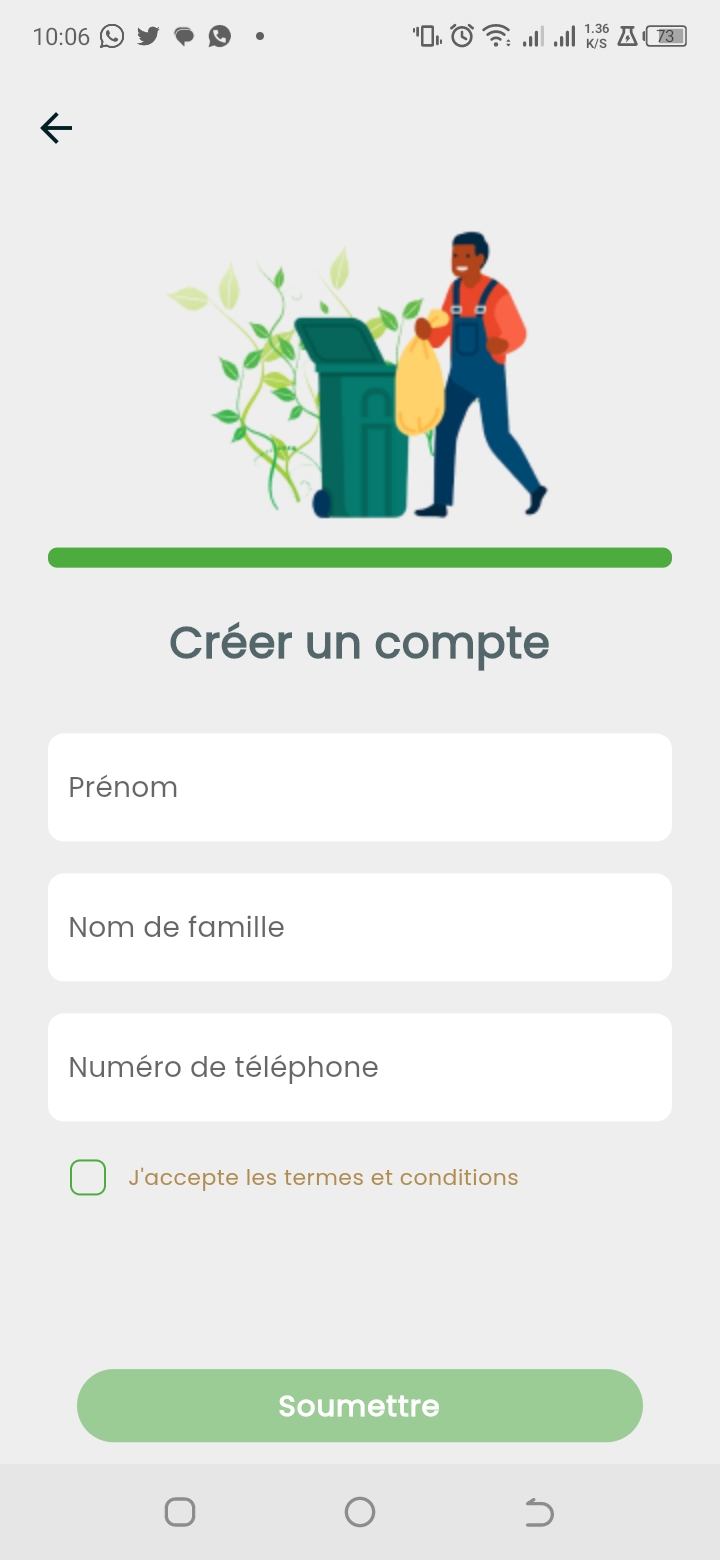 10:06
1.36
K/S
73
Créer un compte
Prénom
Nom de famille
Numéro de téléphone
J'accepte les termes et conditions
Soumettre